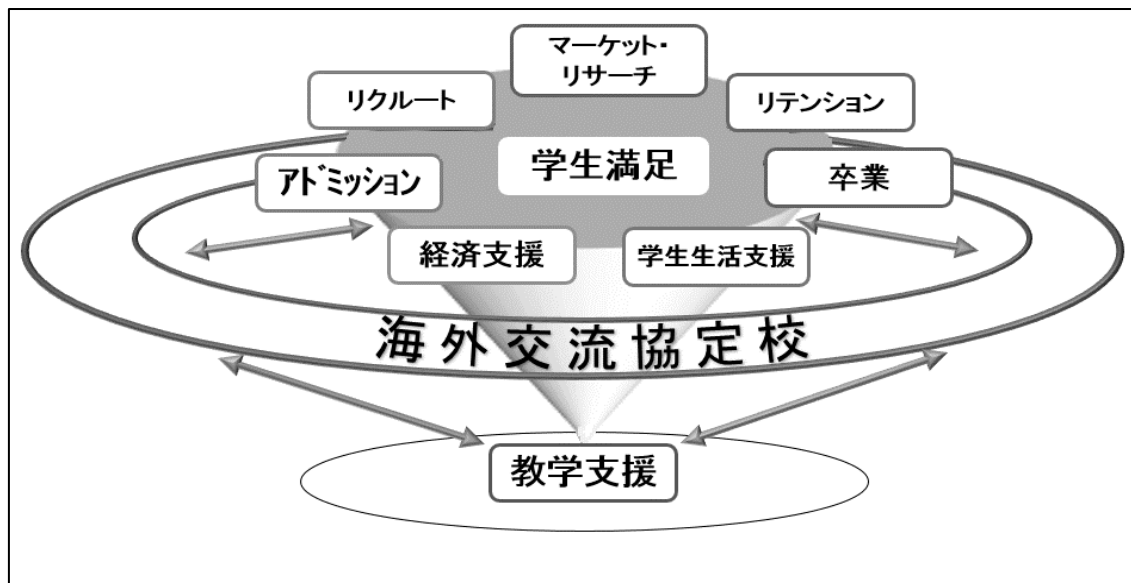 マーケット・
リサーチ
リクルート
リテンション
学生満足
アドミッション
卒業
経済支援
学生生活支援
海外交流協定校
教学支援